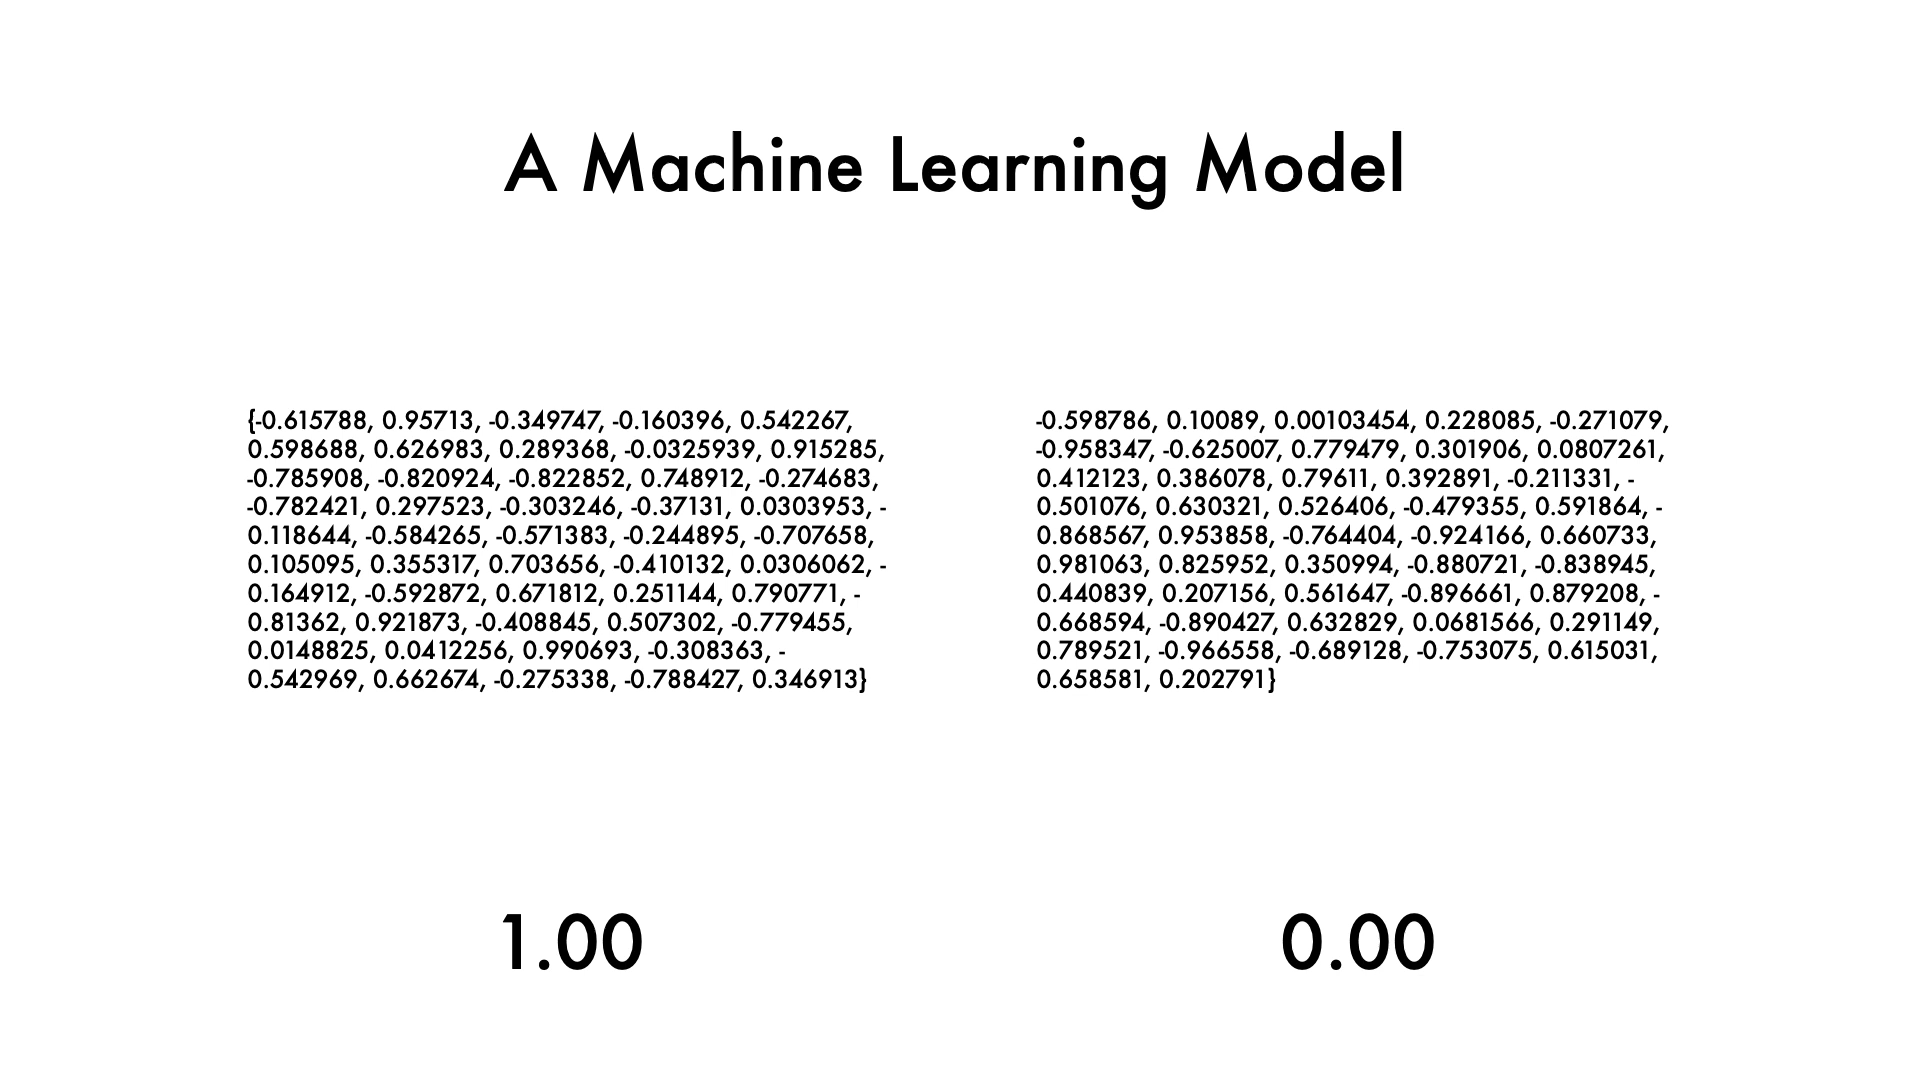 A Machine Learning Model
{-0.615788, 0.95713, -0.349747, -0.160396, 0.542267,
0.598688, 0.626983, 0.289368, -0.0325939, 0.915285,
-0.785908, -0.820924, -0.822852, 0.748912, -0.274683,
-0.782421, 0.297523, -0.303246, -0.37131, 0.0303953, -
0.118644, -0.584265, -0.571383, -0.244895, -0.707658,
0.105095, 0.355317, 0.703656, -0.410132, 0.0306062, -
0.164912, -0.592872, 0.671812, 0.251144, 0.790771, -
0.81362, 0.921873, -0.408845, 0.507302, -0.779455,
0.0148825, 0.0412256, 0.990693, -0.308363, -
0.542969, 0.662674, -0.275338, -0.788427, 0.346913}
-0.598786, 0.10089, 0.00103454, 0.228085, -0.271079,
-0.958347, -0.625007, 0.779479, 0.301906, 0.0807261,
0.412123, 0.386078, 0.79611, 0.392891, -0.211331, -
0.501076, 0.630321, 0.526406, -0.479355, 0.591864, -
0.868567, 0.953858, -0.764404, -0.924166, 0.660733,
0.981063, 0.825952, 0.350994, -0.880721, -0.838945,
0.440839, 0.207156, 0.561647, -0.896661, 0.879208, -
0.668594, -0.890427, 0.632829, 0.0681566, 0.291149,
0.789521, -0.966558, -0.689128, -0.753075, 0.615031,
0.658581, 0.202791}
1.00
0.00